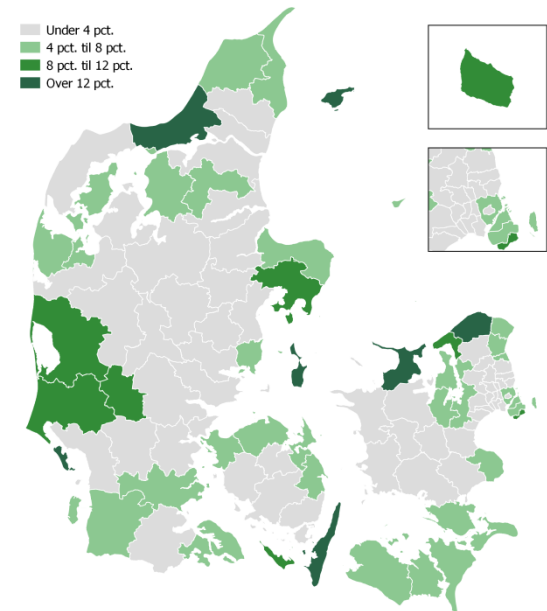 Under 4 pct.
4 pct. til 8 pct.
8 pct. til 12 pct.
Over 12 pct.